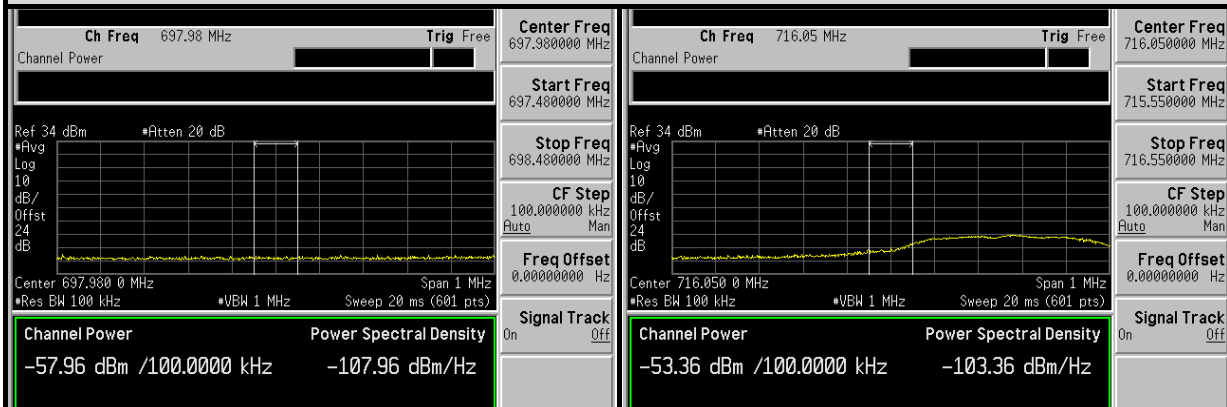 Ch Freq 697.98 MHz Trig Free
Channel Power
Ref 34 dBm #Atten 20 dB
#Avg
Log
10
dB/
Offst
24
dB
Center 697.980 0 MHz Span 1 MHz
#Res BW 100 kHz #VBW 1 MHz Sweep 20 ms (601 pts)
Channel Power Power Spectral Density
-57.96 dBm /100.0000 kHz -107.96 dBm/Hz
Center Freq
697.980000 MHz
Start Freq
697.480000 MHz
Stop Freq
698.480000 MHz
CF Step
100.000000 kHz
Auto Man
Freq Offset
0.00000000 Hz
Signal Track
On Off
Ch Freq 716.05 MHz Trig Free
Channel Power
Ref 34 dBm #Atten 20 dB
#Avg
Log
10
dB/
Offst
24
dB
Center 716.050 0 MHz Span 1 MHz
#Res BW 100 kHz #VBW 1 MHz Sweep 20 ms (601 pts)
Channel Power Power Spectral Density
-53.36 dBm /100.0000 kHz -103.36 dBm/Hz
Center Freq
716.050000 MHz
Start Freq
715.550000 MHz
Stop Freq
716.550000 MHz
CF Step
100.000000 kHz
Auto Man
Freq Offset
0.00000000 Hz
Signal Track
On Off